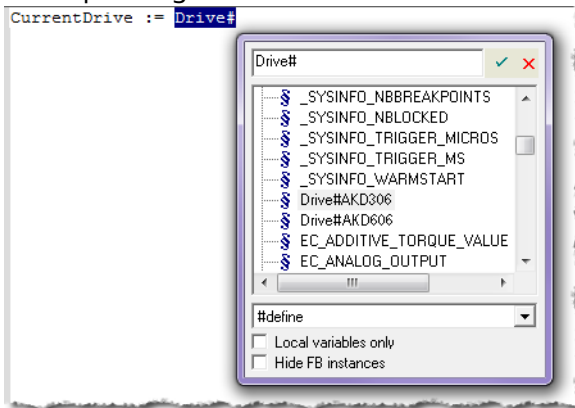 CurrentDrive := Drive#
Drive#
_SYSINFO_NBBREAKPOINTS
_SYSINFO_NBLOCKED
_SYSINFO_TRIGGER_MICROS
_SYSINFO_TRIGGER_MS
_SYSINFO_WARMSTART
Drive#AKD306
Drive#AKD606
EC_ADDITIVE_TORQUE_VALUE
EC_ANALOG_OUTPUT
#define
Local variables only
Hide FB instances